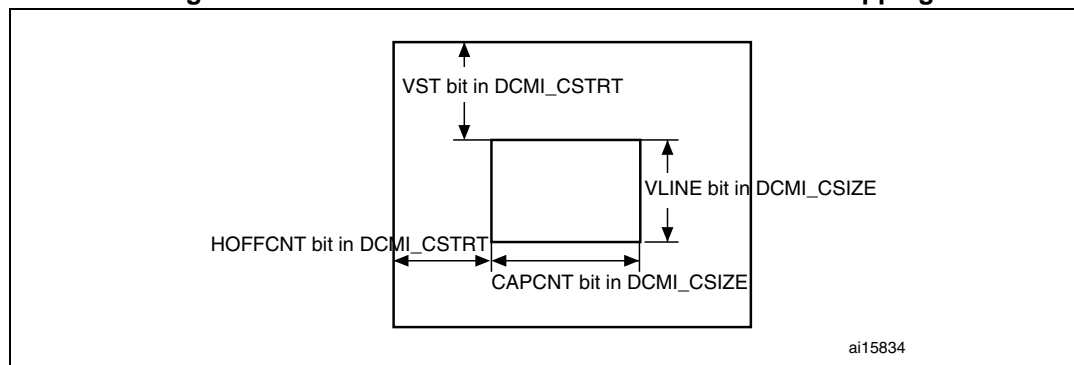 VST bit in DCMI_CSTRT
VLINE bit in DCMI_CSIZE
HOFFCNT bit in DCMI_CSTRT
CAPCNT bit in DCMI_CSIZE
ai15834